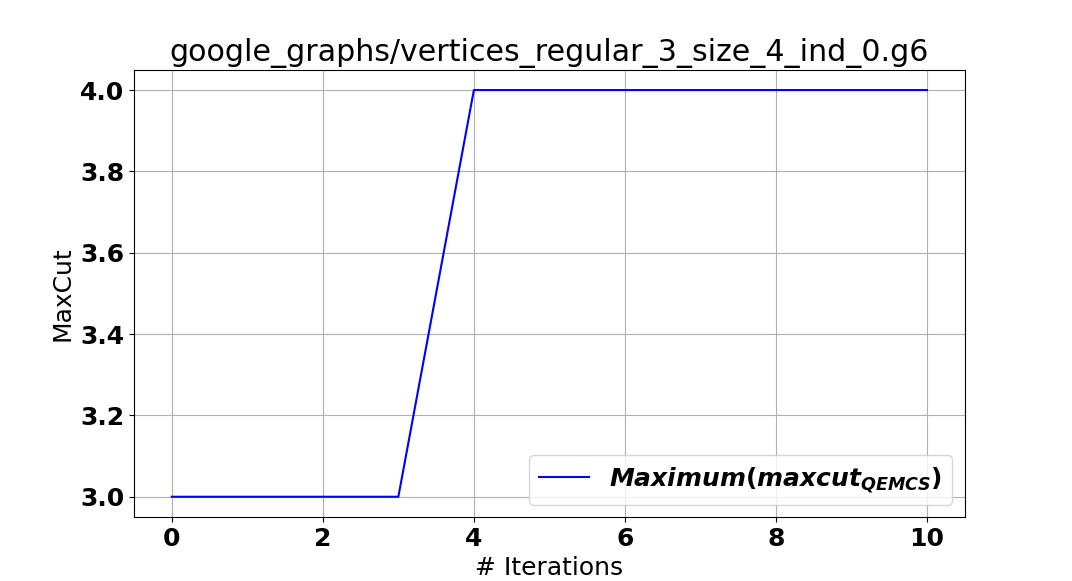 google_graphs/vertices_regular_3_size_4_ind_0.g6
MaxCut
4.0
3.8
3.6
3.4
3.2
3.0
Maximum(maxcut_QEMCS)
0 2 4 6 8 10
# Iterations